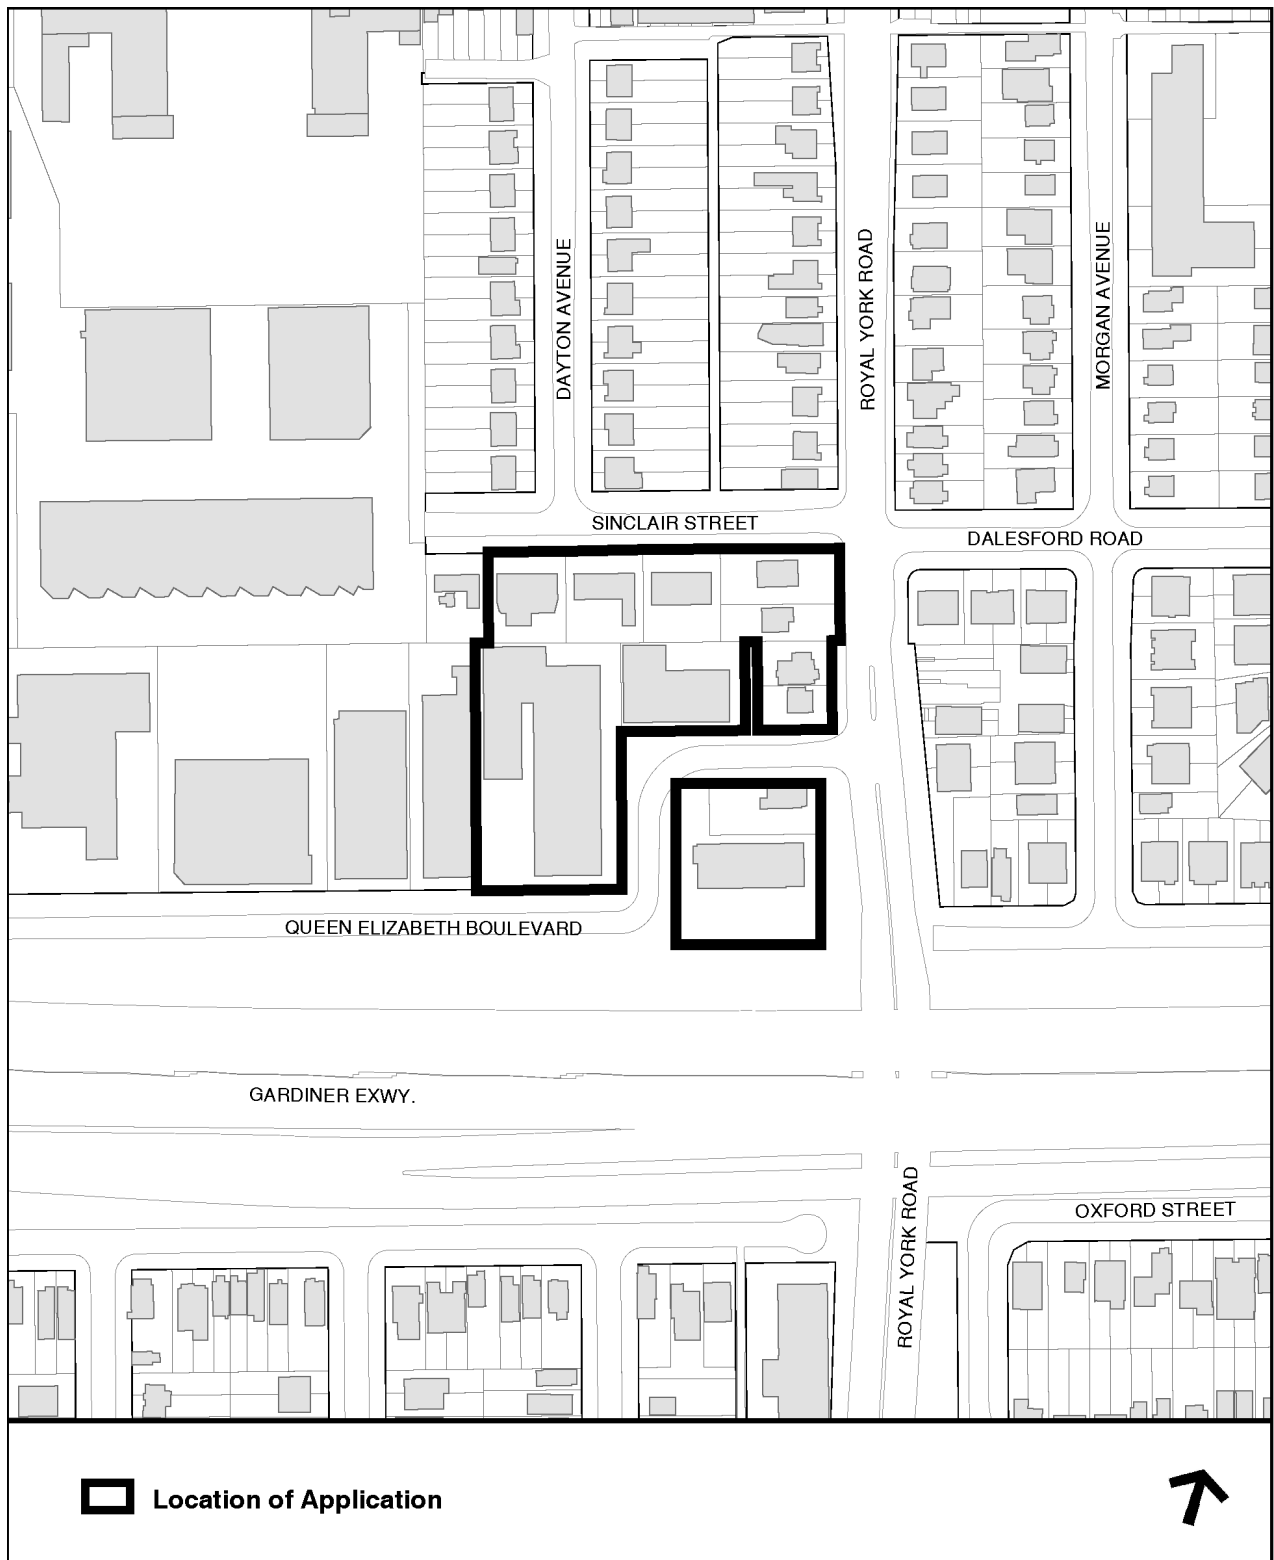 DAYTON AVENUE
ROYAL YORK ROAD
MORGAN AVENUE
SINCLAIR STREET
DALESFORD ROAD
QUEEN ELIZABETH BOULEVARD
GARDINER EXWY.
ROYAL YORK ROAD
OXFORD STREET
Location of Application